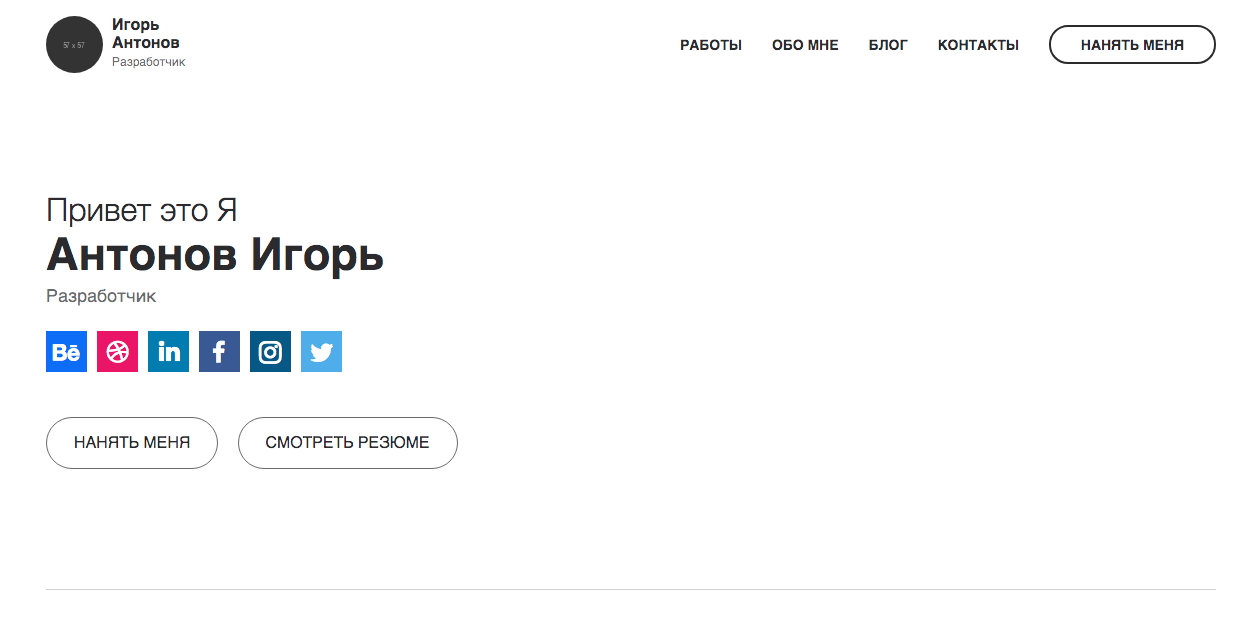 57 x 57
Игорь
Антонов
Разработчик
РАБОТЫ ОБО МНЕ БЛОГ КОНТАКТЫ НАНЯТЬ МЕНЯ
Привет это Я
Антонов Игорь
Разработчик
Bē in f
НАНЯТЬ МЕНЯ СМОТРЕТЬ РЕЗЮМЕ